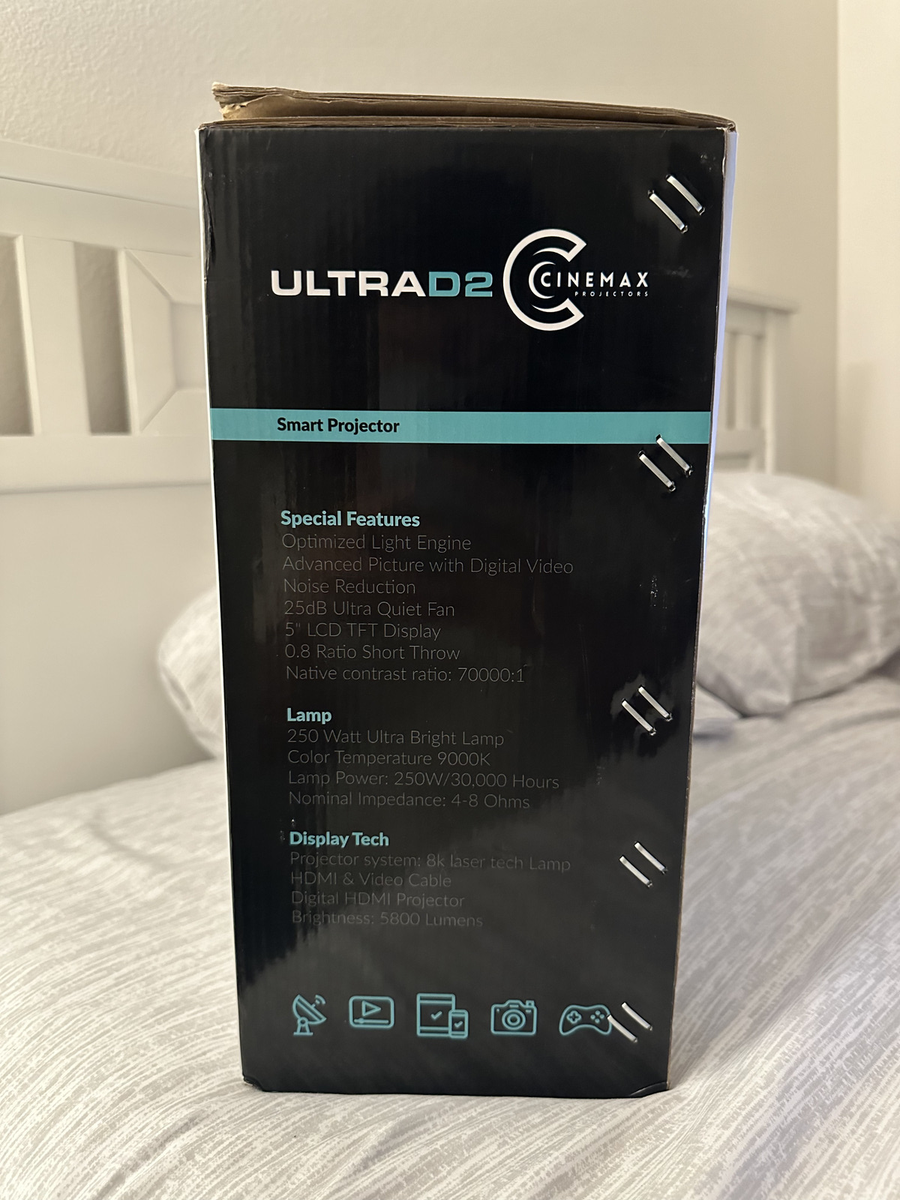 ULTRAD2 CINEMAX
PROJECTORS
Smart Projector
Special Features
Optimized Light Engine
Advanced Picture with Digital Video
Noise Reduction
25dB Ultra Quiet Fan
5" LCD TFT Display
0.8 Ratio Short Throw
Native contrast ratio: 70000:1
Lamp
250 Watt Ultra Bright Lamp
Color Temperature 9000K
Lamp Power: 250W/30,000 Hours
Nominal Impedance: 4-8 Ohms
Display Tech
Projector system: 8k laser tech Lamp
HDMI & Video Cable
Digital HDMI Projector
Brightness: 5800 Lumens